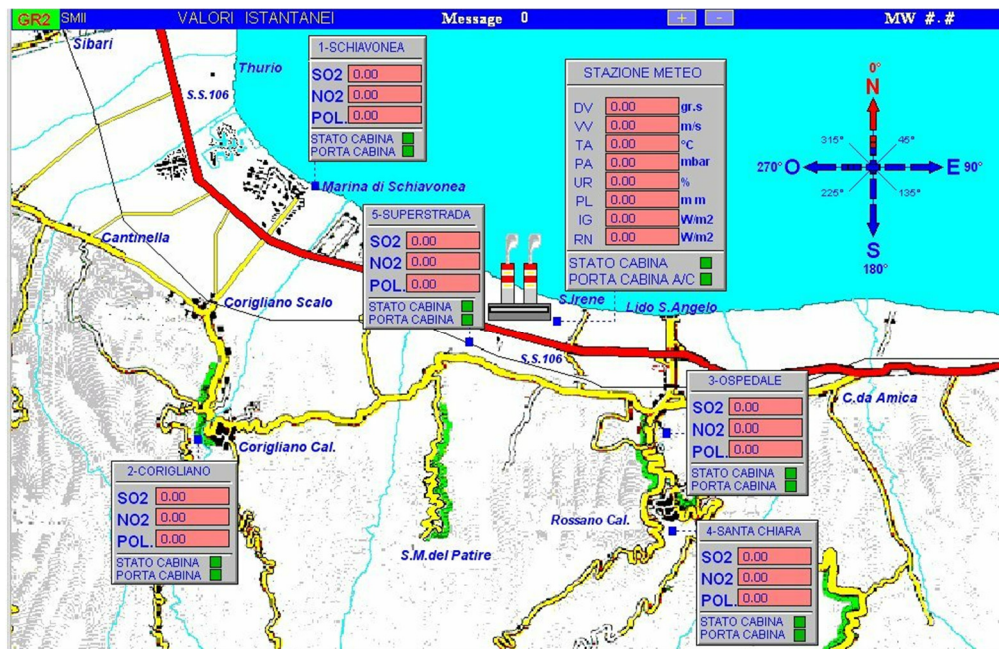 GR2 SMII VALORI ISTANTANEI Message 0 + - MW #.#
Sibari
Thurio
S.S.106
1-SCHIAVONEA
SO2 0.00
NO2 0.00
POL. 0.00
STATO CABINA
PORTA CABINA
Marina di Schiavonea
STAZIONE METEO
DV 0.00 gr.s
VV 0.00 m/s
TA 0.00 °C
PA 0.00 mbar
UR 0.00 %
PL 0.00 mm
IG 0.00 W/m2
RN 0.00 W/m2
STATO CABINA
PORTA CABINA A/C
0°
N
315° 45°
270° O E 90°
225° 135°
S
180°
5-SUPERSTRADA
SO2 0.00
NO2 0.00
POL. 0.00
STATO CABINA
PORTA CABINA
Cantinella
Corigliano Scalo
S.Irene
Lido S.Angelo
S.S.106
C.da Amica
3-OSPEDALE
SO2 0.00
NO2 0.00
POL. 0.00
STATO CABINA
PORTA CABINA
Corigliano Cal.
2-CORIGLIANO
SO2 0.00
NO2 0.00
POL. 0.00
STATO CABINA
PORTA CABINA
S.M.del Patire
Rossano Cal.
4-SANTA CHIARA
SO2 0.00
NO2 0.00
POL. 0.00
STATO CABINA
PORTA CABINA